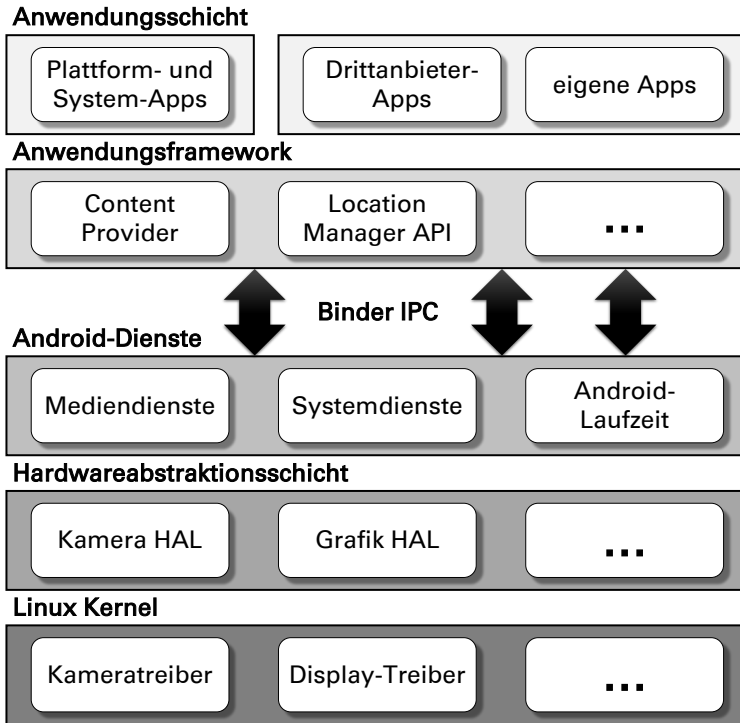 Anwendungsschicht
Plattform- und
System-Apps
Drittanbieter-
Apps
eigene Apps
Anwendungsframework
Content
Provider
Location
Manager API
...
Binder IPC
Android-Dienste
Mediendienste
Systemdienste
Android-
Laufzeit
Hardwareabstraktionsschicht
Kamera HAL
Grafik HAL
...
Linux Kernel
Kameratreiber
Display-Treiber
...